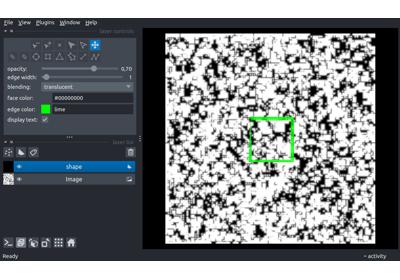 File View Plugins Window Help
layer controls
opacity: 0,70
edge width: 1
blending: translucent
face color: #00000000
edge color: lime
display text:
layer list
shape
Image
Ready activity